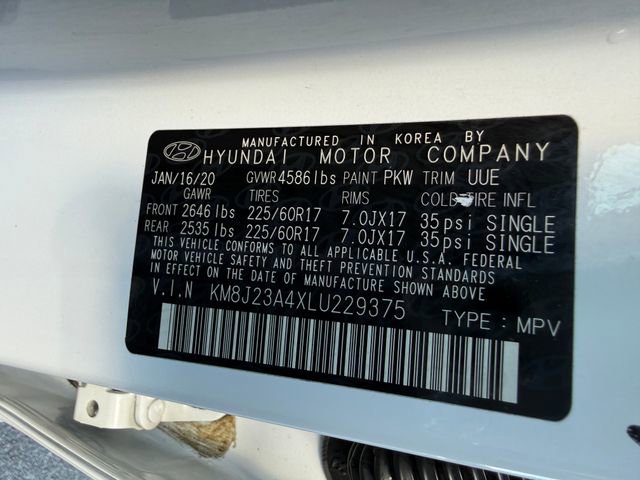 MANUFACTURED IN KOREA BY
HYUNDAI MOTOR COMPANY
JAN/16/20 GVWR 4586 lbs PAINT PKW TRIM UUE
GAWR TIRES RIMS COLD TIRE INFL
FRONT 2646 lbs 225/60R17 7.0JX17 35psi SINGLE
REAR 2535 lbs 225/60R17 7.0JX17 35psi SINGLE
THIS VEHICLE CONFORMS TO ALL APPLICABLE U.S.A. FEDERAL
MOTOR VEHICLE SAFETY AND THEFT PREVENTION STANDARDS
IN EFFECT ON THE DATE OF MANUFACTURE SHOWN ABOVE
V.I.N KM8J23A4XLU229375
TYPE : MPV